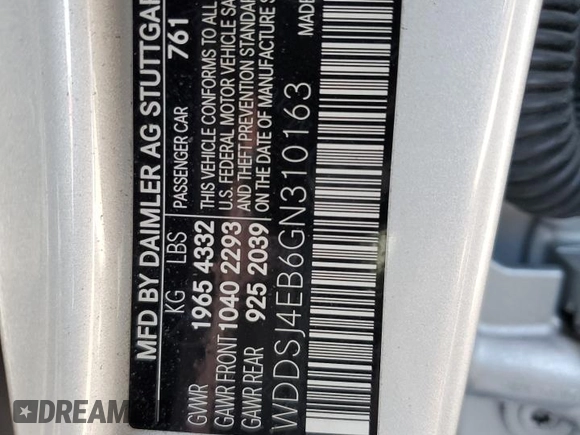 MFD BY DAIMLER AG STUTTGAR
761
KG LBS PASSENGER CAR
GVWR 1965 4332 THIS VEHICLE CONFORMS TO ALL
GAWR FRONT 1040 2293 U.S. FEDERAL MOTOR VEHICLE SA
AND THEFT PREVENTION STANDAR
GAWR REAR 925 2039 ON THE DATE OF MANUFACTURE S
MADE
WDDSJ4EB6GN310163
DREAM